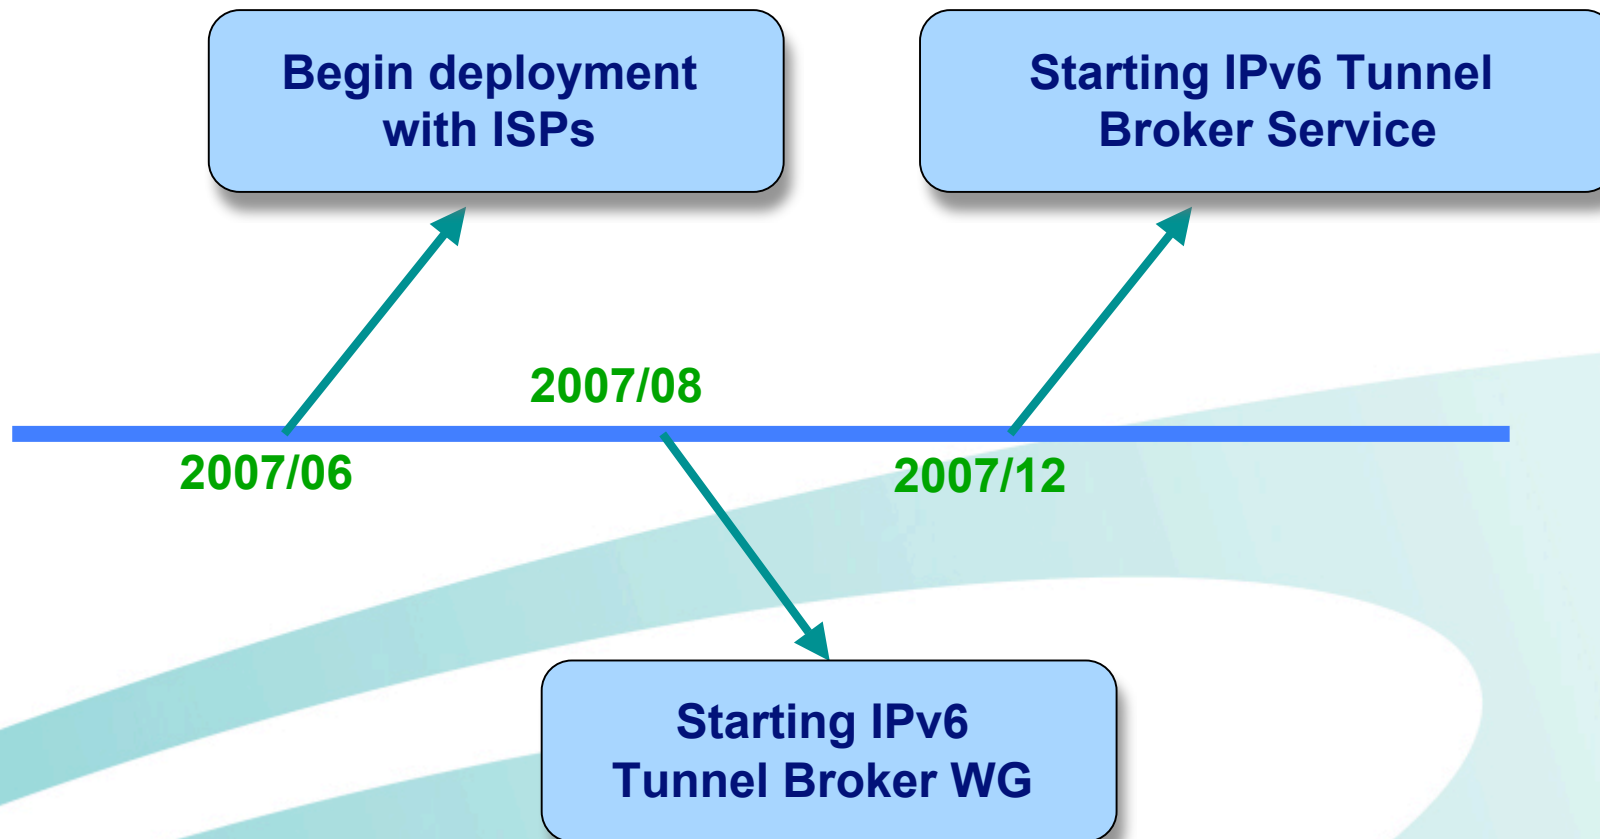 Begin deployment
with ISPs
Starting IPv6 Tunnel
Broker Service
2007/08
2007/06
2007/12
Starting IPv6
Tunnel Broker WG